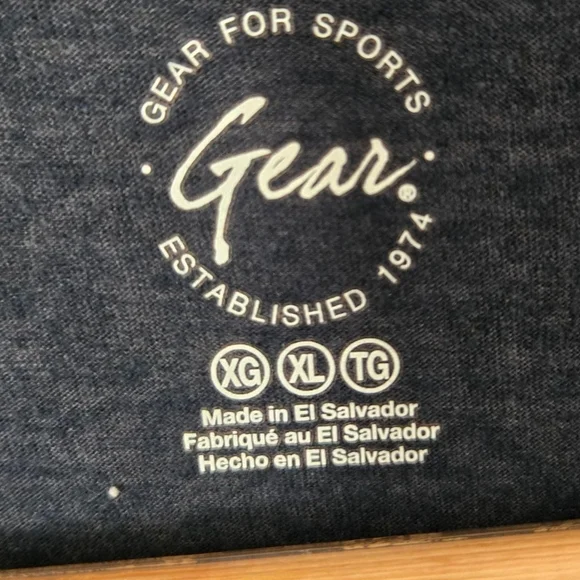 GEAR FOR SPORTS
Gear®
ESTABLISHED 1974
XG XL TG
Made in El Salvador
Fabriqué au El Salvador
Hecho en El Salvador